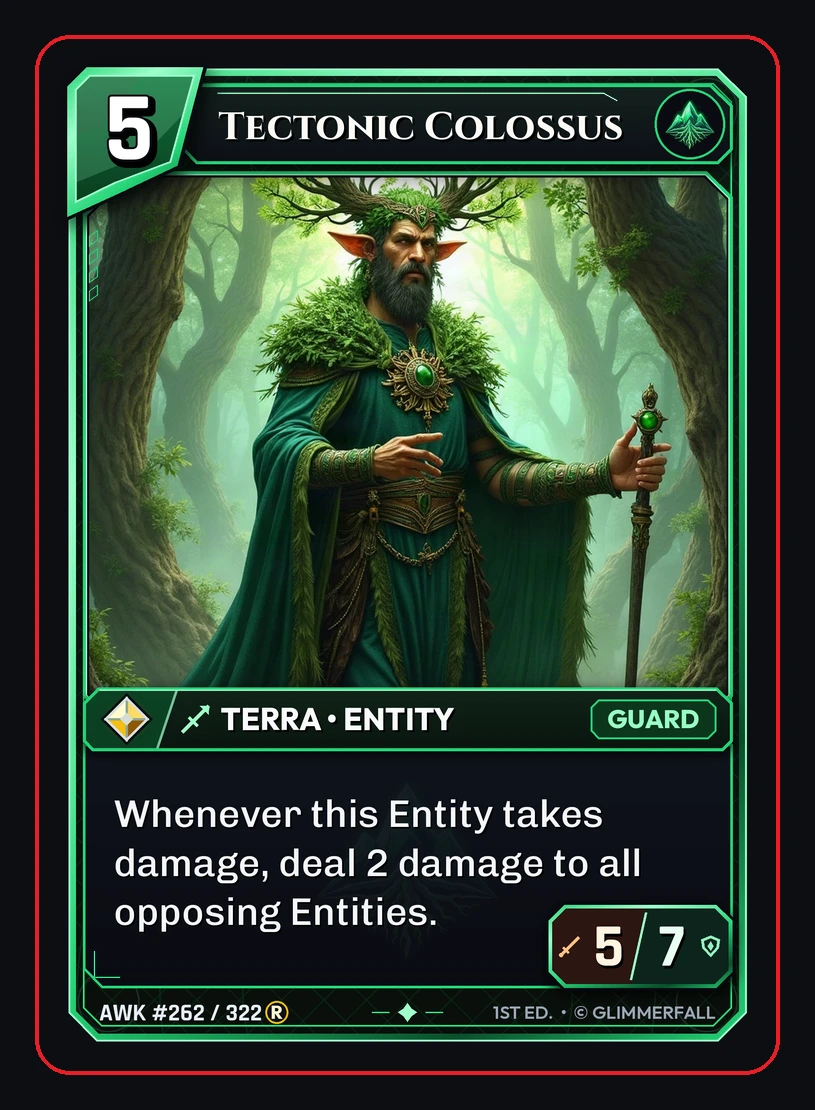 5
TECTONIC COLOSSUS
TERRA • ENTITY
GUARD
Whenever this Entity takes
damage, deal 2 damage to all
opposing Entities.
5 / 7
AWK #262 / 322 R
1ST ED. • © GLIMMERFALL